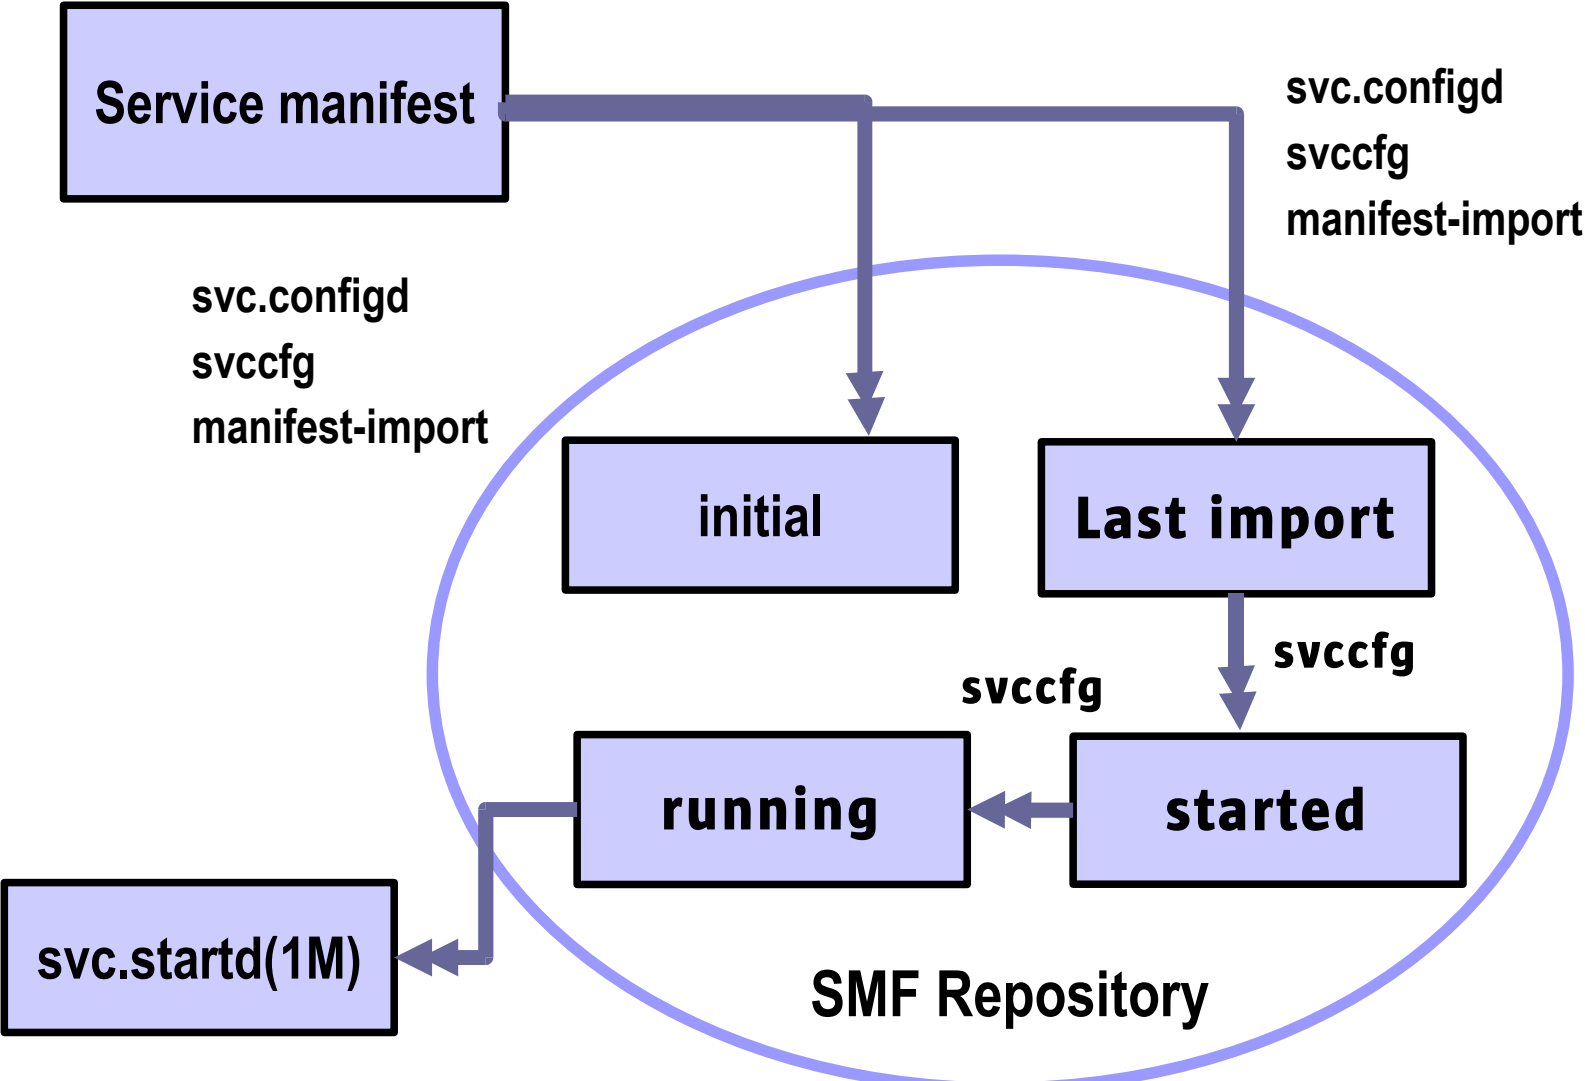 Service manifest
svc.configd
svccfg
manifest-import
svc.configd
svccfg
manifest-import
initial
Last import
svccfg
svccfg
running
started
svc.startd(1M)
SMF Repository